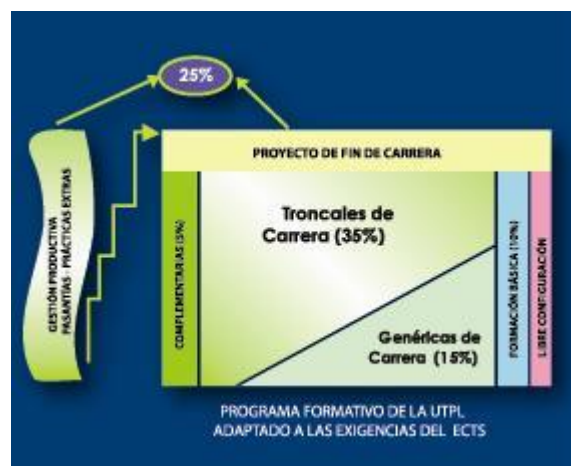 25%
GESTIÓN PRODUCTIVA
PASANTÍAS - PRÁCTICAS EXTRAS
PROYECTO DE FIN DE CARRERA
COMPLEMENTARIAS (5%)
Troncales de
Carrera (35%)
Genéricas de
Carrera (15%)
FORMACIÓN BÁSICA (10%)
LIBRE CONFIGURACIÓN
PROGRAMA FORMATIVO DE LA UTPL
ADAPTADO A LAS EXIGENCIAS DEL ECTS